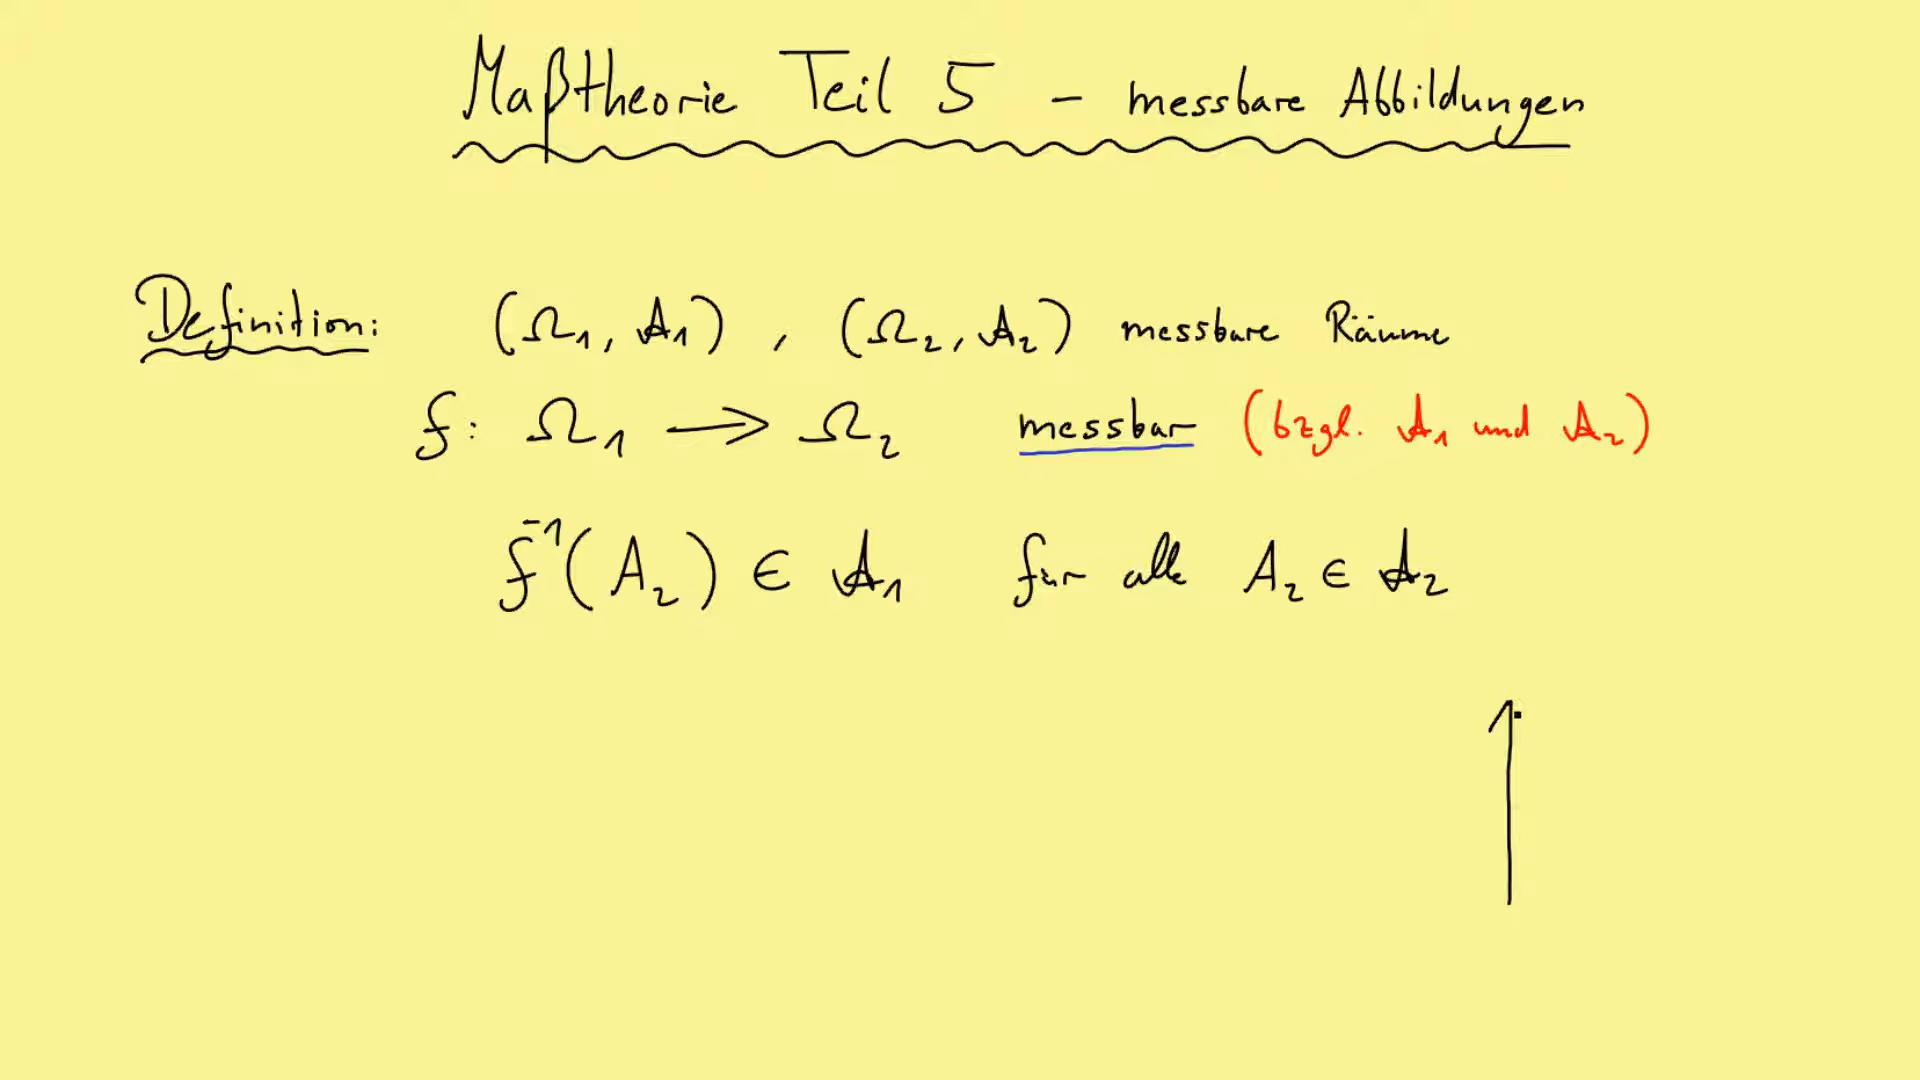 Maßtheorie Teil 5 - messbare Abbildungen
Definition: (Ω₁, 𝒜₁) , (Ω₂, 𝒜₂) messbare Räume
f: Ω₁ ⟶ Ω₂ messbar (bzgl. 𝒜₁ und 𝒜₂)
f⁻¹(A₂) ∈ 𝒜₁ für alle A₂ ∈ 𝒜₂